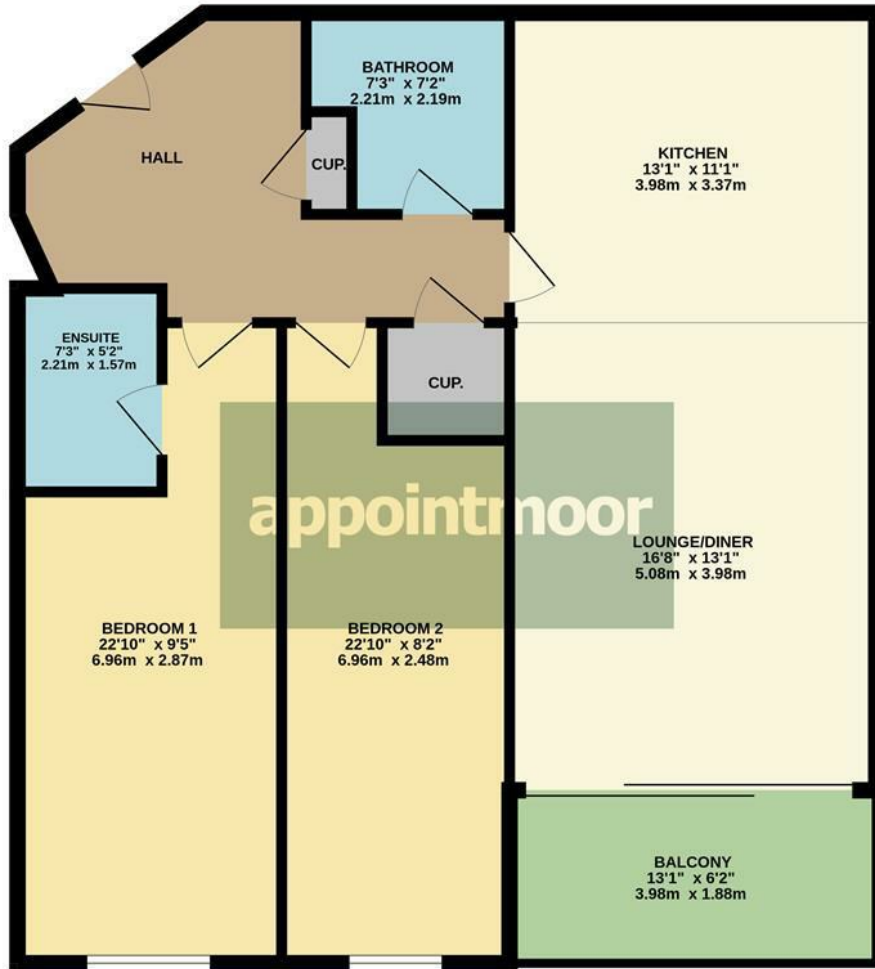 BATHROOM
7'3" x 7'2"
2.21m x 2.19m
HALL
CUP.
KITCHEN
13'1" x 11'1"
3.98m x 3.37m
ENSUITE
7'3" x 5'2"
2.21m x 1.57m
CUP.
appointmoor
LOUNGE/DINER
16'8" x 13'1"
5.08m x 3.98m
BEDROOM 1
22'10" x 9'5"
6.96m x 2.87m
BEDROOM 2
22'10" x 8'2"
6.96m x 2.48m
BALCONY
13'1" x 6'2"
3.98m x 1.88m